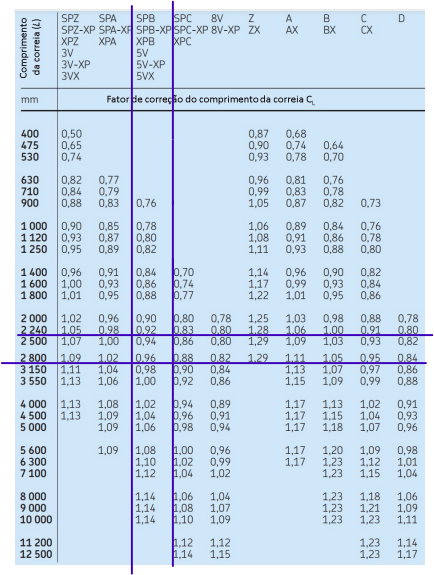 Comprimento
da correia (L)
SPZ SPA SPB SPC 8V Z A B C D
SPZ-XP SPA-XP SPB-XP SPC-XP 8V-XP ZX AX BX CX
XPZ XPA XPB XPC
3V 5V
3V-XP 5V-XP
3VX 5VX
mm Fator de correção do comprimento da correia CL
400 0,50 0,87 0,68
475 0,65 0,90 0,74 0,64
530 0,74 0,93 0,78 0,70
630 0,82 0,77 0,96 0,81 0,76
710 0,84 0,79 0,99 0,83 0,78
900 0,88 0,83 0,76 1,05 0,87 0,82 0,73
1 000 0,90 0,85 0,78 1,06 0,89 0,84 0,76
1 120 0,93 0,87 0,80 1,08 0,91 0,86 0,78
1 250 0,95 0,89 0,82 1,11 0,93 0,88 0,80
1 400 0,96 0,91 0,84 0,70 1,14 0,96 0,90 0,82
1 600 1,00 0,93 0,86 0,74 1,17 0,99 0,93 0,84
1 800 1,01 0,95 0,88 0,77 1,22 1,01 0,95 0,86
2 000 1,02 0,96 0,90 0,80 0,78 1,25 1,03 0,98 0,88 0,78
2 240 1,05 0,98 0,92 0,83 0,80 1,28 1,06 1,00 0,91 0,80
2 500 1,07 1,00 0,94 0,86 0,80 1,29 1,09 1,03 0,93 0,82
2 800 1,09 1,02 0,96 0,88 0,82 1,29 1,11 1,05 0,95 0,84
3 150 1,11 1,04 0,98 0,90 0,84 1,13 1,07 0,97 0,86
3 550 1,13 1,06 1,00 0,92 0,86 1,15 1,09 0,99 0,88
4 000 1,13 1,08 1,02 0,94 0,89 1,17 1,13 1,02 0,91
4 500 1,13 1,09 1,04 0,96 0,91 1,17 1,15 1,04 0,93
5 000 1,09 1,06 0,98 0,94 1,17 1,18 1,07 0,96
5 600 1,09 1,08 1,00 0,96 1,17 1,20 1,09 0,98
6 300 1,10 1,02 0,99 1,17 1,23 1,12 1,01
7 100 1,12 1,04 1,02 1,23 1,15 1,04
8 000 1,14 1,06 1,04 1,23 1,18 1,06
9 000 1,14 1,08 1,07 1,23 1,21 1,09
10 000 1,14 1,10 1,09 1,23 1,23 1,11
11 200 1,12 1,12 1,23 1,14
12 500 1,14 1,15 1,23 1,17